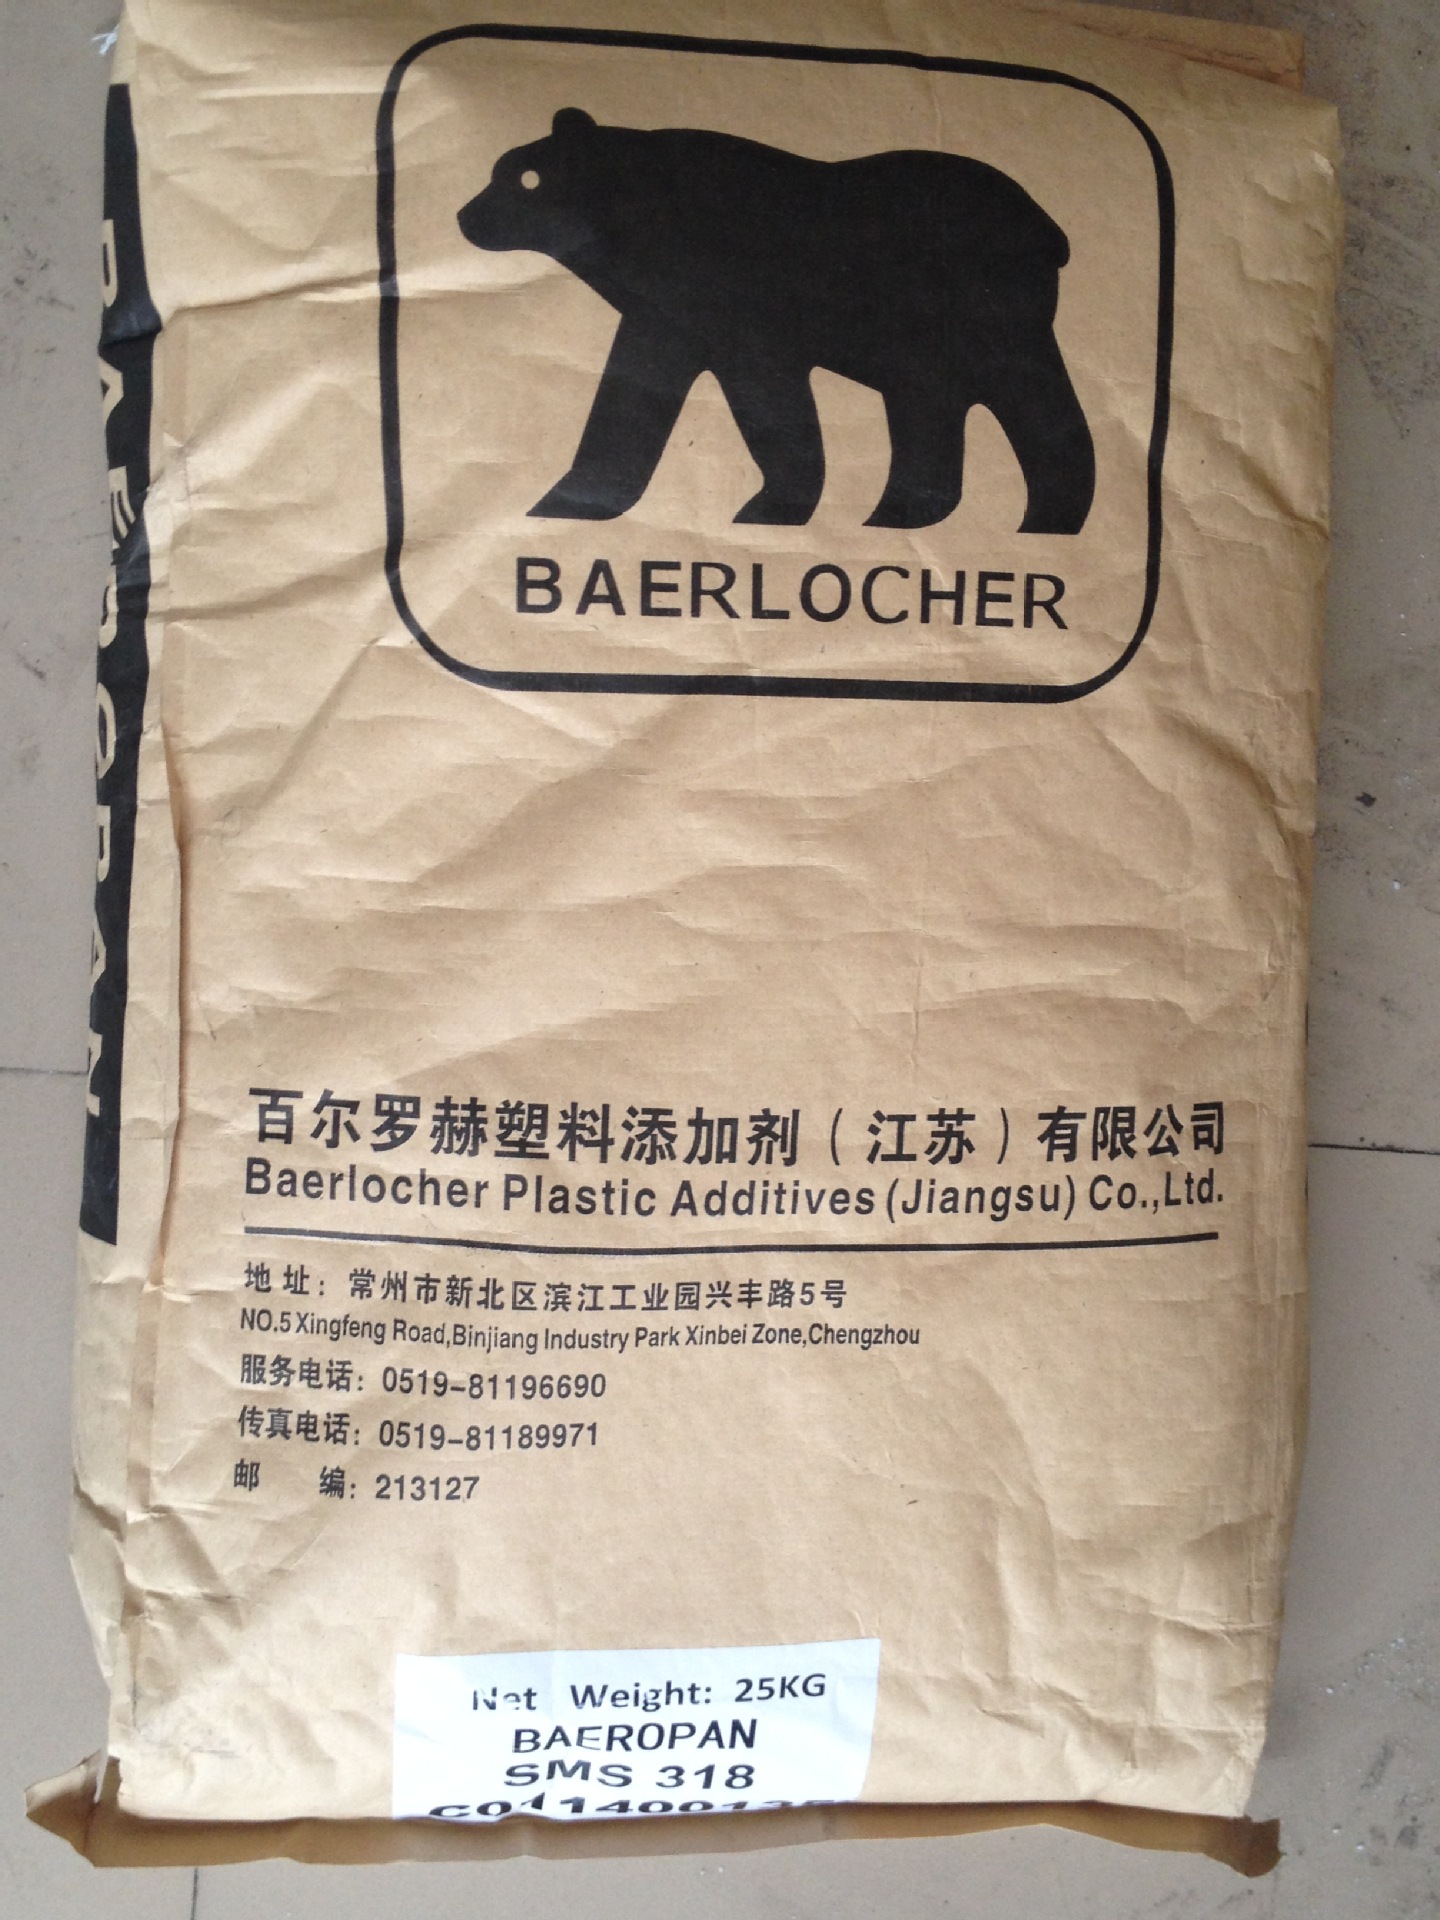 BAERLOCHER
BAEROPAN
百尔罗赫塑料添加剂（江苏）有限公司
Baerlocher Plastic Additives (Jiangsu) Co.,Ltd.
地 址：常州市新北区滨江工业园兴丰路5号
NO.5 Xingfeng Road,Binjiang Industry Park Xinbei Zone,Chengzhou
服务电话：0519-81196690
传真电话：0519-81189971
邮 编：213127
Net Weight: 25KG
BAEROPAN
SMS 318